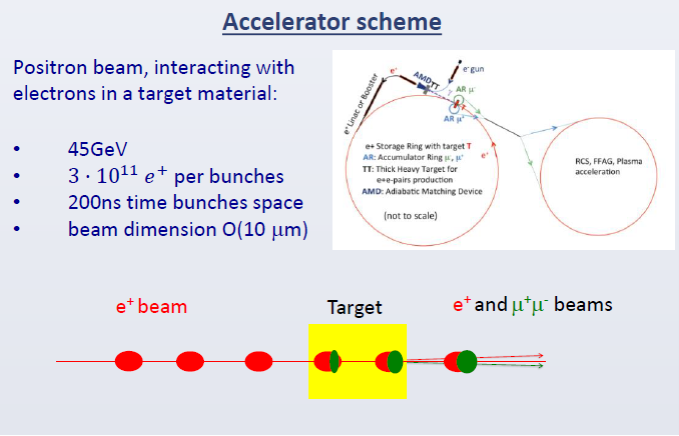 Accelerator scheme
Positron beam, interacting with
electrons in a target material:
• 45GeV
• 3 · 10¹¹ e⁺ per bunches
• 200ns time bunches space
• beam dimension O(10 μm)
e⁺ Linac or Booster
e⁺
AMD
TT
e⁻ gun
AR μ⁻
T
AR μ⁺
e⁺ Storage Ring with target T
AR: Accumulator Ring μ⁻, μ⁺
e⁺
TT: Thick Heavy Target for
e+e-pairs production
AMD: Adiabatic Matching Device
(not to scale)
RCS, FFAG, Plasma
acceleration
e⁺ beam
Target
e⁺ and μ⁺μ⁻ beams